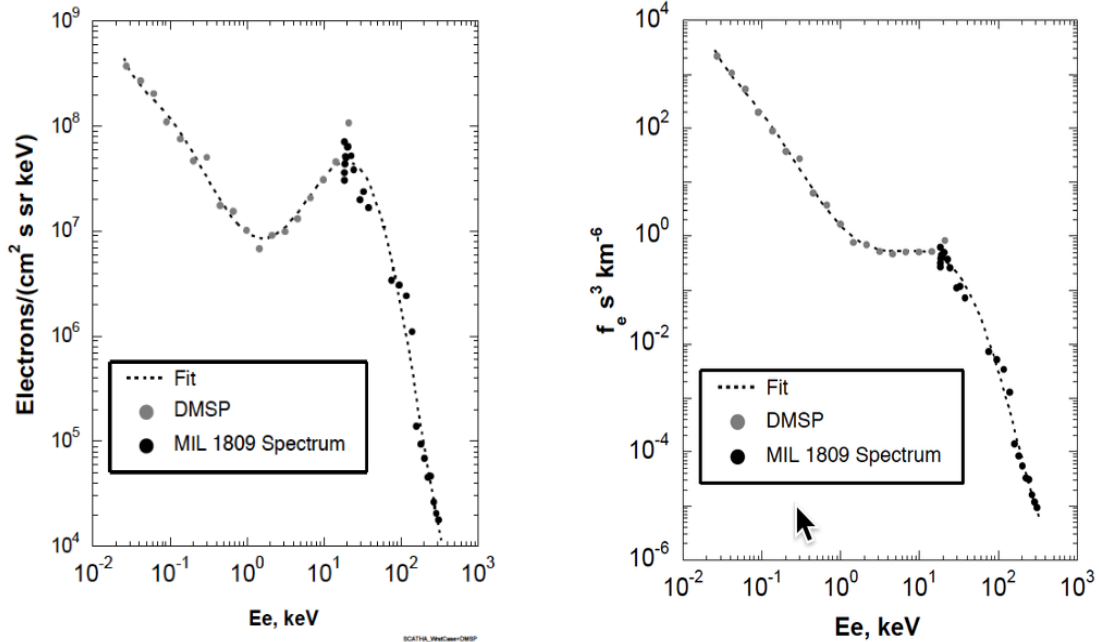 10^9
10^8
10^7
10^6
10^5
10^4
Electrons/(cm^2 s sr keV)
Fit
DMSP
MIL 1809 Spectrum
10^-2
10^-1
10^0
10^1
10^2
10^3
Ee, keV
SCATHA_WrstCase+DMSP
10^4
10^2
10^0
10^-2
10^-4
10^-6
f_e s^3 km^-6
Fit
DMSP
MIL 1809 Spectrum
10^-2
10^-1
10^0
10^1
10^2
10^3
Ee, keV